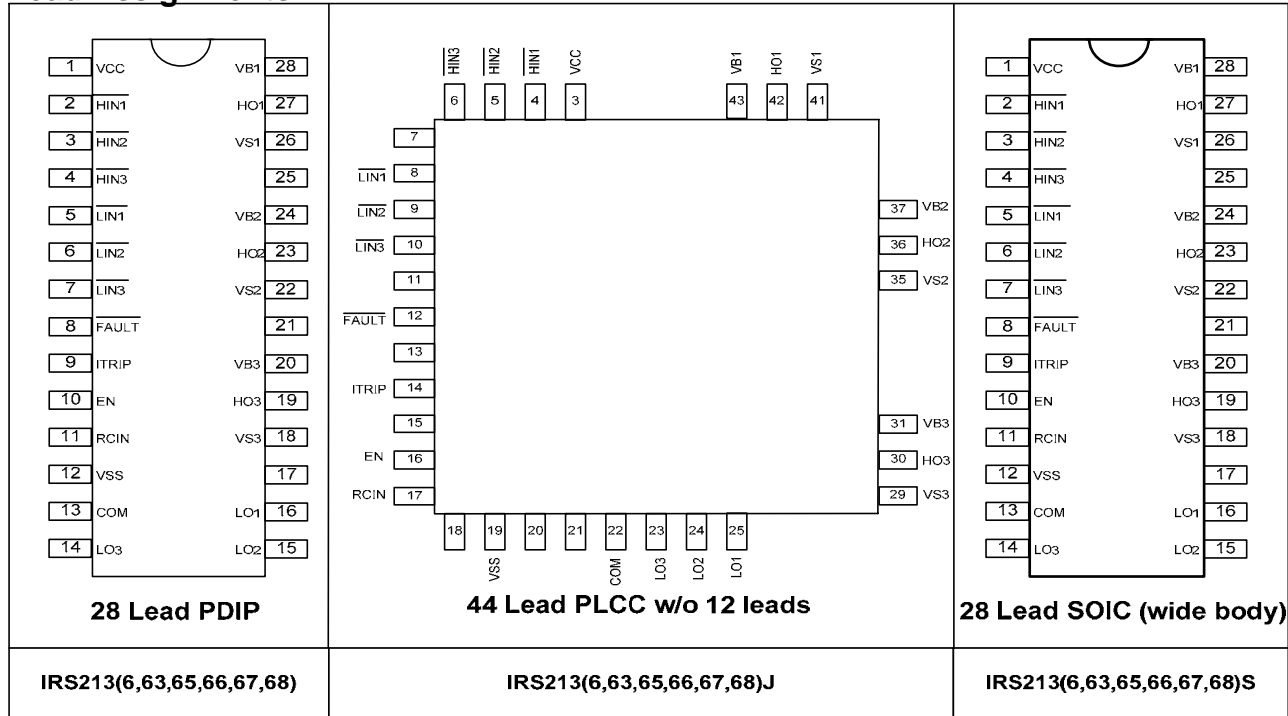 Lead Assignments
1 VCC VB1 28
2 HIN1 HO1 27
3 HIN2 VS1 26
4 HIN3 25
5 LIN1 VB2 24
6 LIN2 HO2 23
7 LIN3 VS2 22
8 FAULT 21
9 ITRIP VB3 20
10 EN HO3 19
11 RCIN VS3 18
12 VSS 17
13 COM LO1 16
14 LO3 LO2 15
28 Lead PDIP
HIN3 HIN2 HIN1 VCC VB1 HO1 VS1
6 5 4 3 43 42 41
7
LIN1 8
LIN2 9 37 VB2
LIN3 10 36 HO2
11 35 VS2
FAULT 12
13
ITRIP 14
15 31 VB3
EN 16 30 HO3
RCIN 17 29 VS3
18 19 20 21 22 23 24 25
VSS COM LO3 LO2 LO1
44 Lead PLCC w/o 12 leads
1 VCC VB1 28
2 HIN1 HO1 27
3 HIN2 VS1 26
4 HIN3 25
5 LIN1 VB2 24
6 LIN2 HO2 23
7 LIN3 VS2 22
8 FAULT 21
9 ITRIP VB3 20
10 EN HO3 19
11 RCIN VS3 18
12 VSS 17
13 COM LO1 16
14 LO3 LO2 15
28 Lead SOIC (wide body)
IRS213(6,63,65,66,67,68)
IRS213(6,63,65,66,67,68)J
IRS213(6,63,65,66,67,68)S